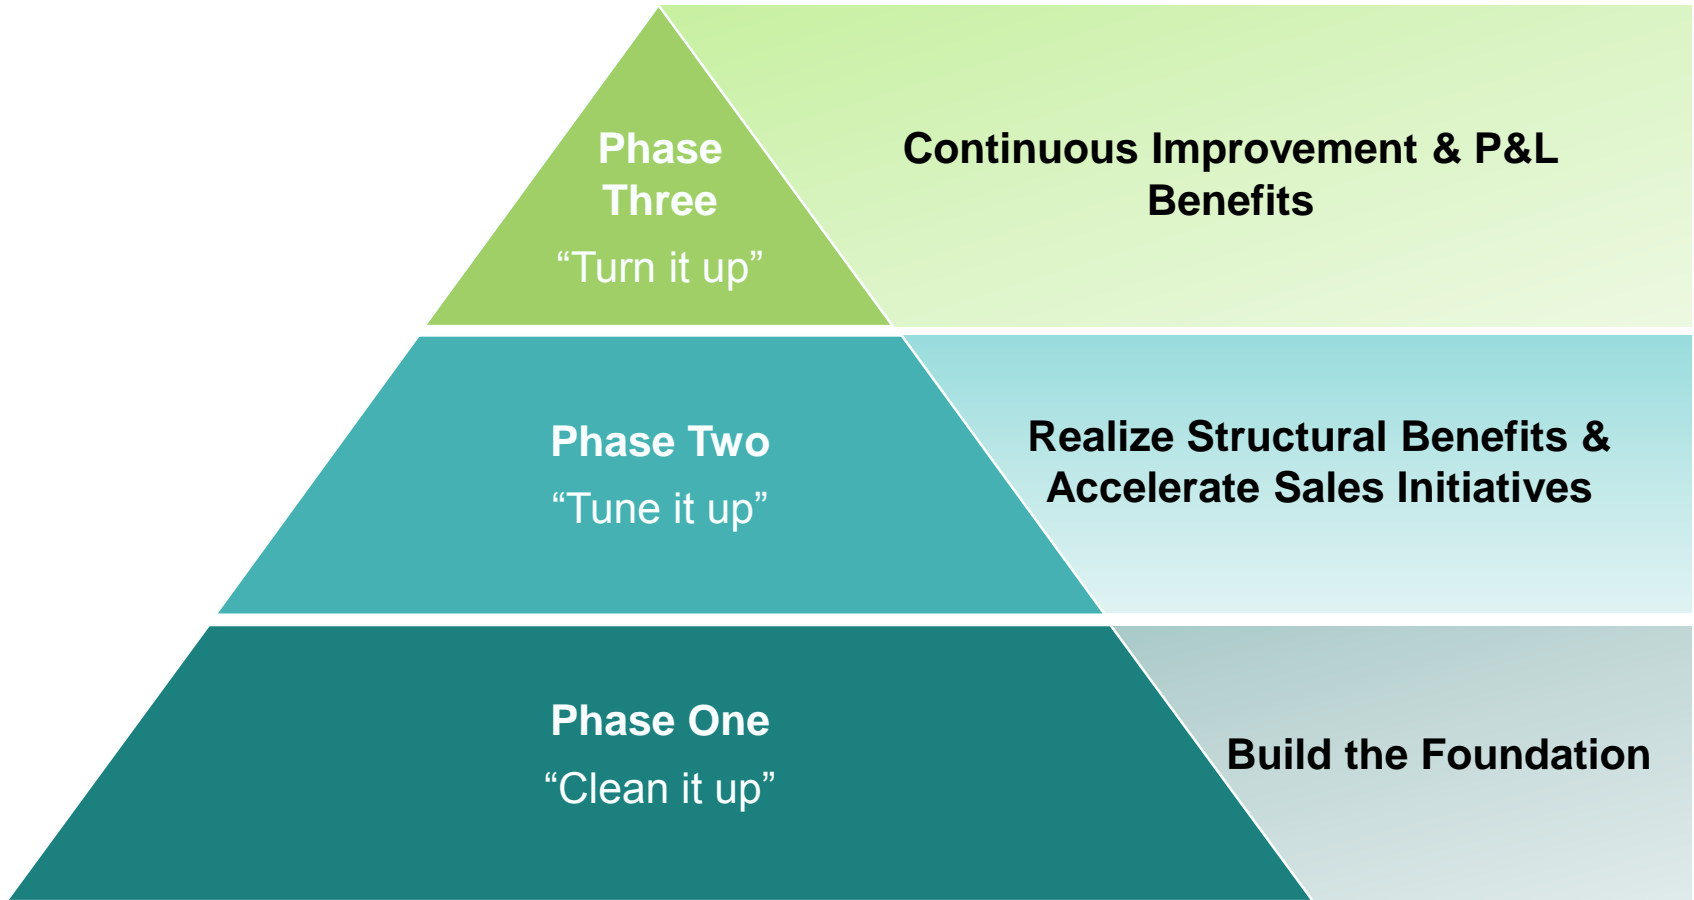 Phase
Three
“Turn it up”
Continuous Improvement & P&L
Benefits
Phase Two
“Tune it up”
Realize Structural Benefits &
Accelerate Sales Initiatives
Phase One
“Clean it up”
Build the Foundation